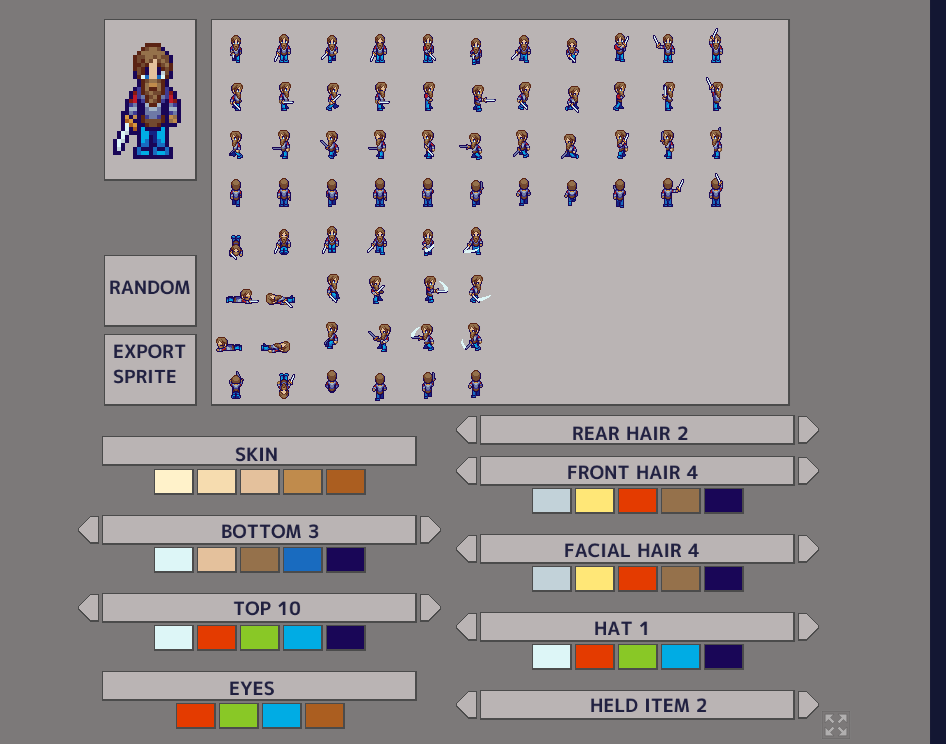 RANDOM
EXPORT
SPRITE
SKIN
BOTTOM 3
TOP 10
EYES
REAR HAIR 2
FRONT HAIR 4
FACIAL HAIR 4
HAT 1
HELD ITEM 2